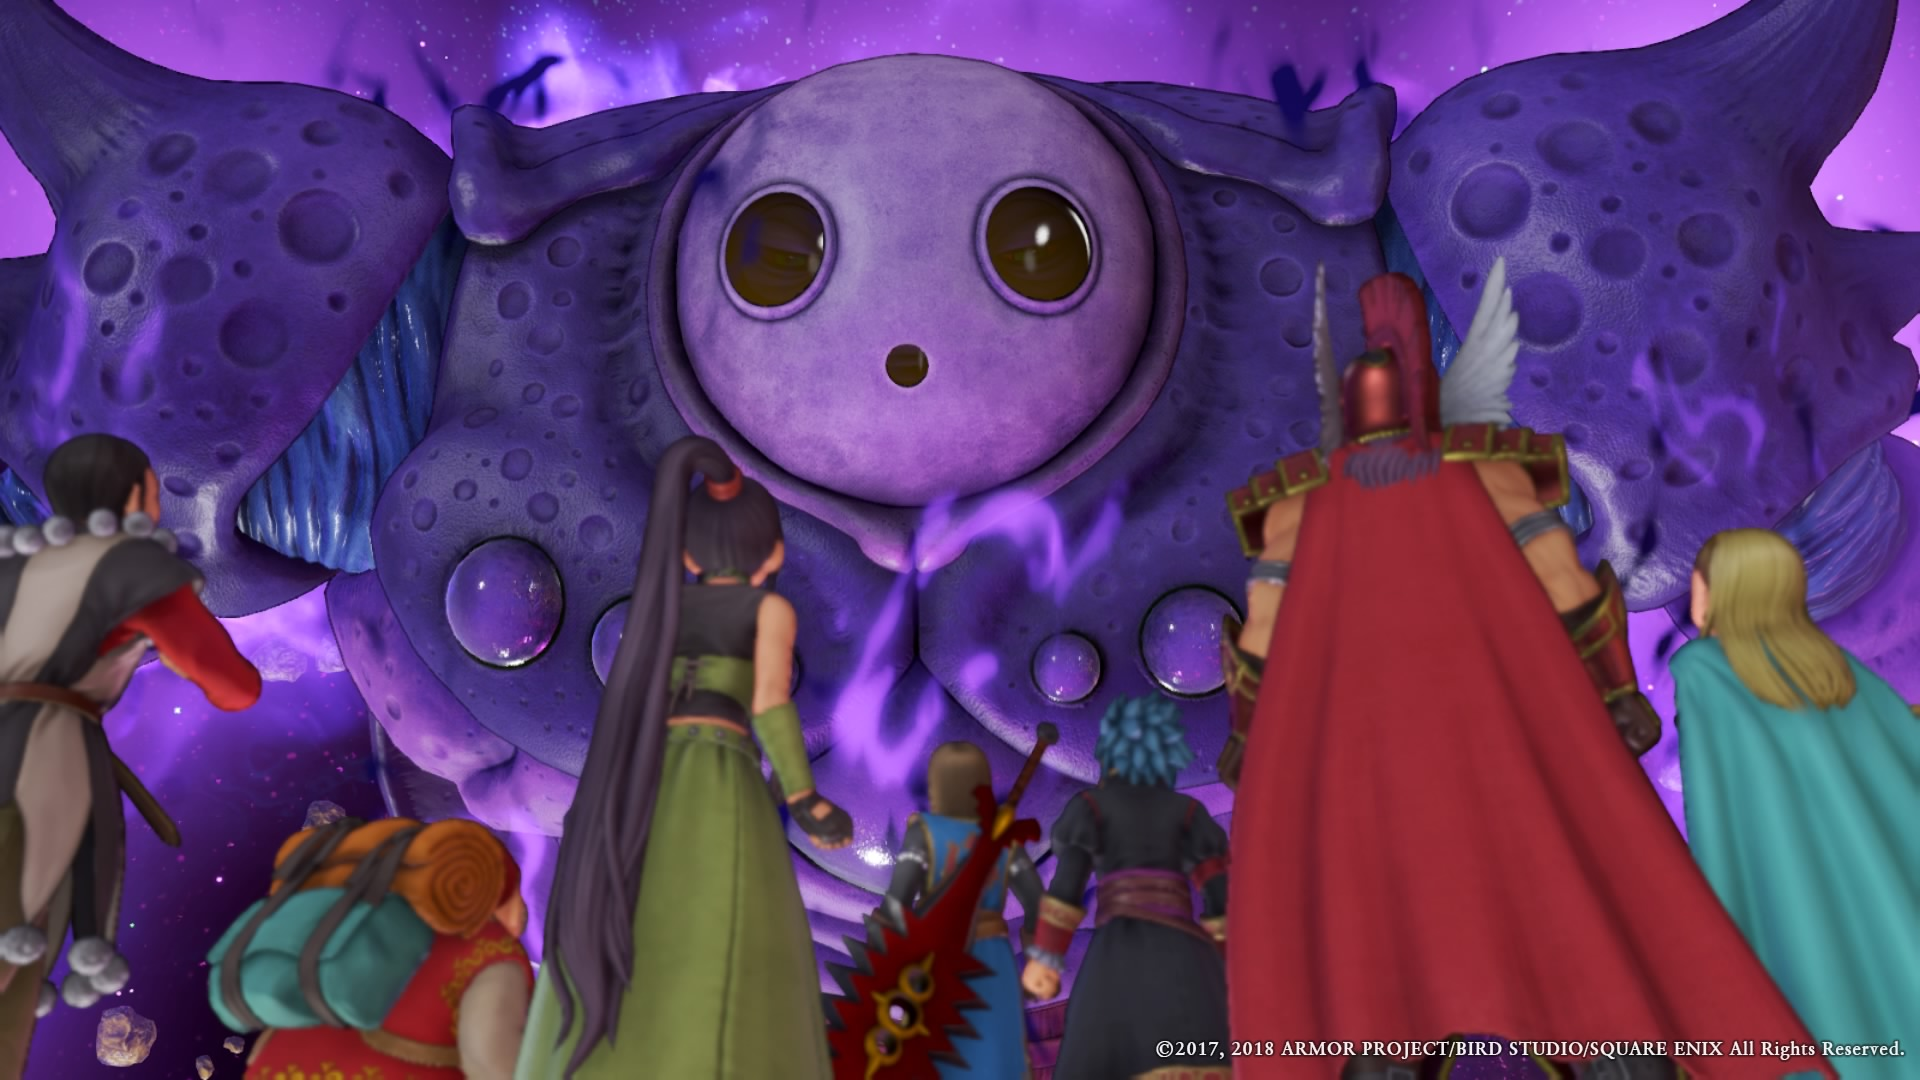 ©2017, 2018 ARMOR PROJECT/BIRD STUDIO/SQUARE ENIX All Rights Reserved.